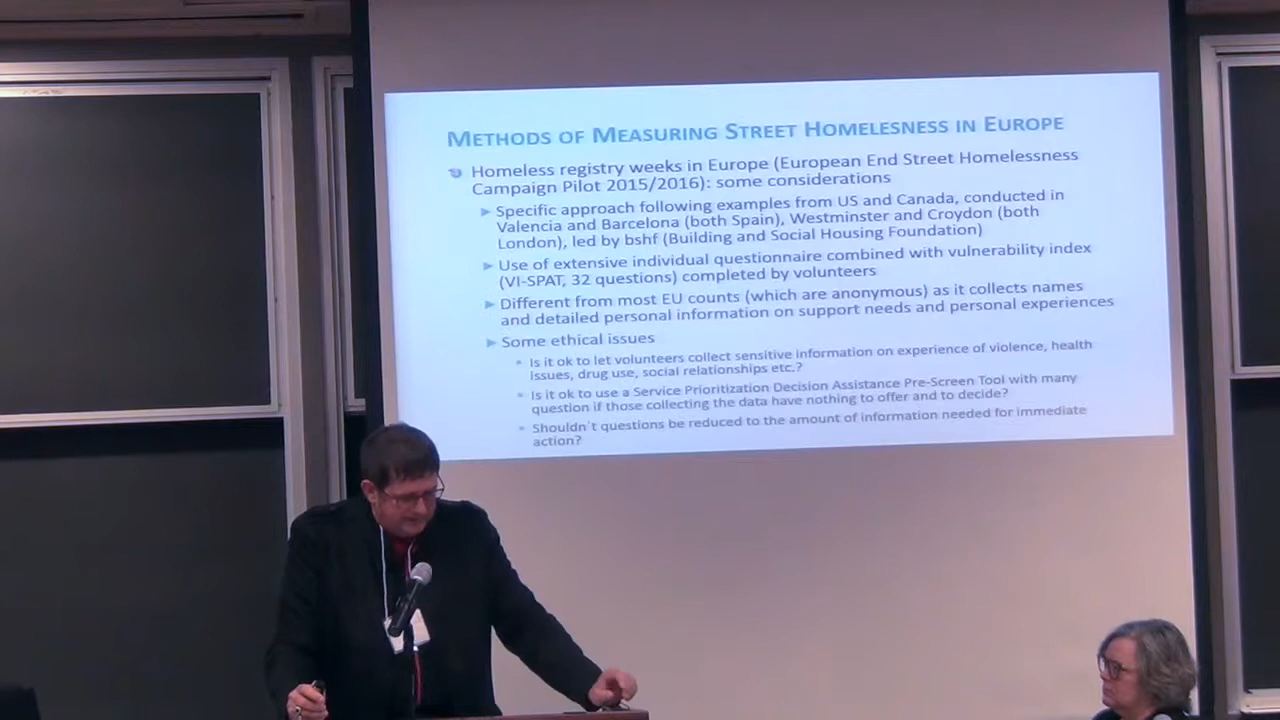 METHODS OF MEASURING STREET HOMELESNESS IN EUROPE
Homeless registry weeks in Europe (European End Street Homelessness
Campaign Pilot 2015/2016): some considerations
Specific approach following examples from US and Canada, conducted in
Valencia and Barcelona (both Spain), Westminster and Croydon (both
London), led by bshf (Building and Social Housing Foundation)
Use of extensive individual questionnaire combined with vulnerability index
(VI-SPAT, 32 questions) completed by volunteers
Different from most EU counts (which are anonymous) as it collects names
and detailed personal information on support needs and personal experiences
Some ethical issues
Is it ok to let volunteers collect sensitive information on experience of violence, health
issues, drug use, social relationships etc.?
Is it ok to use a Service Prioritization Decision Assistance Pre-Screen Tool with many
question if those collecting the data have nothing to offer and to decide?
Shouldn´t questions be reduced to the amount of information needed for immediate
action?